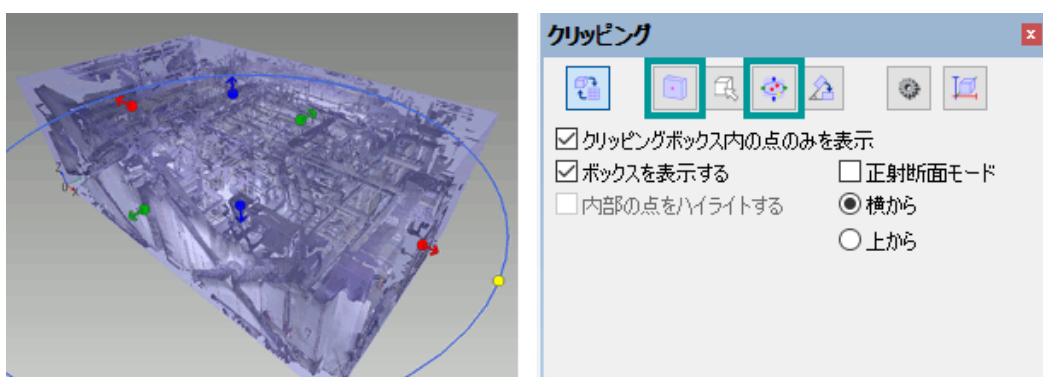 クリッピング
クリッピングボックス内の点のみを表示
ボックスを表示する
正射断面モード
内部の点をハイライトする
横から
上から
Z
0 X